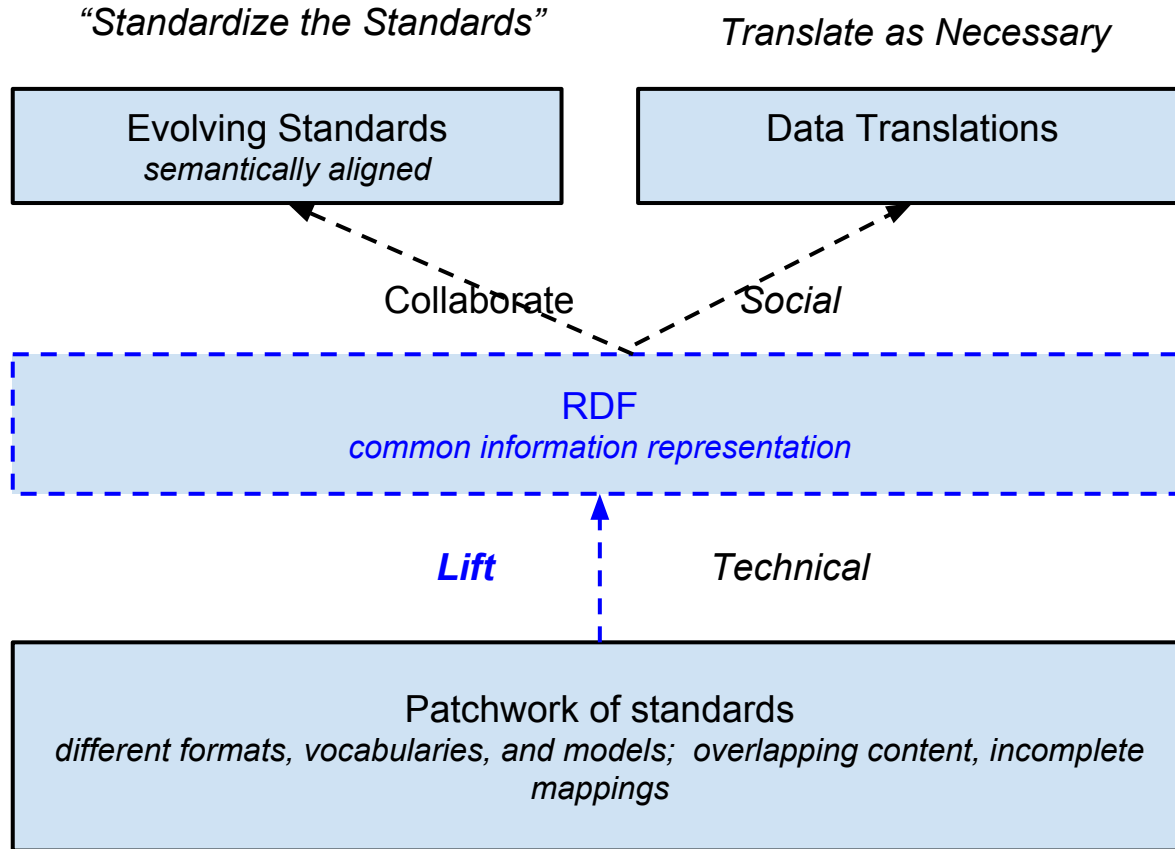 “Standardize the Standards”
Translate as Necessary
Evolving Standards
semantically aligned
Data Translations
Collaborate
Social
RDF
common information representation
Lift
Technical
Patchwork of standards
different formats, vocabularies, and models;  overlapping content, incomplete
mappings